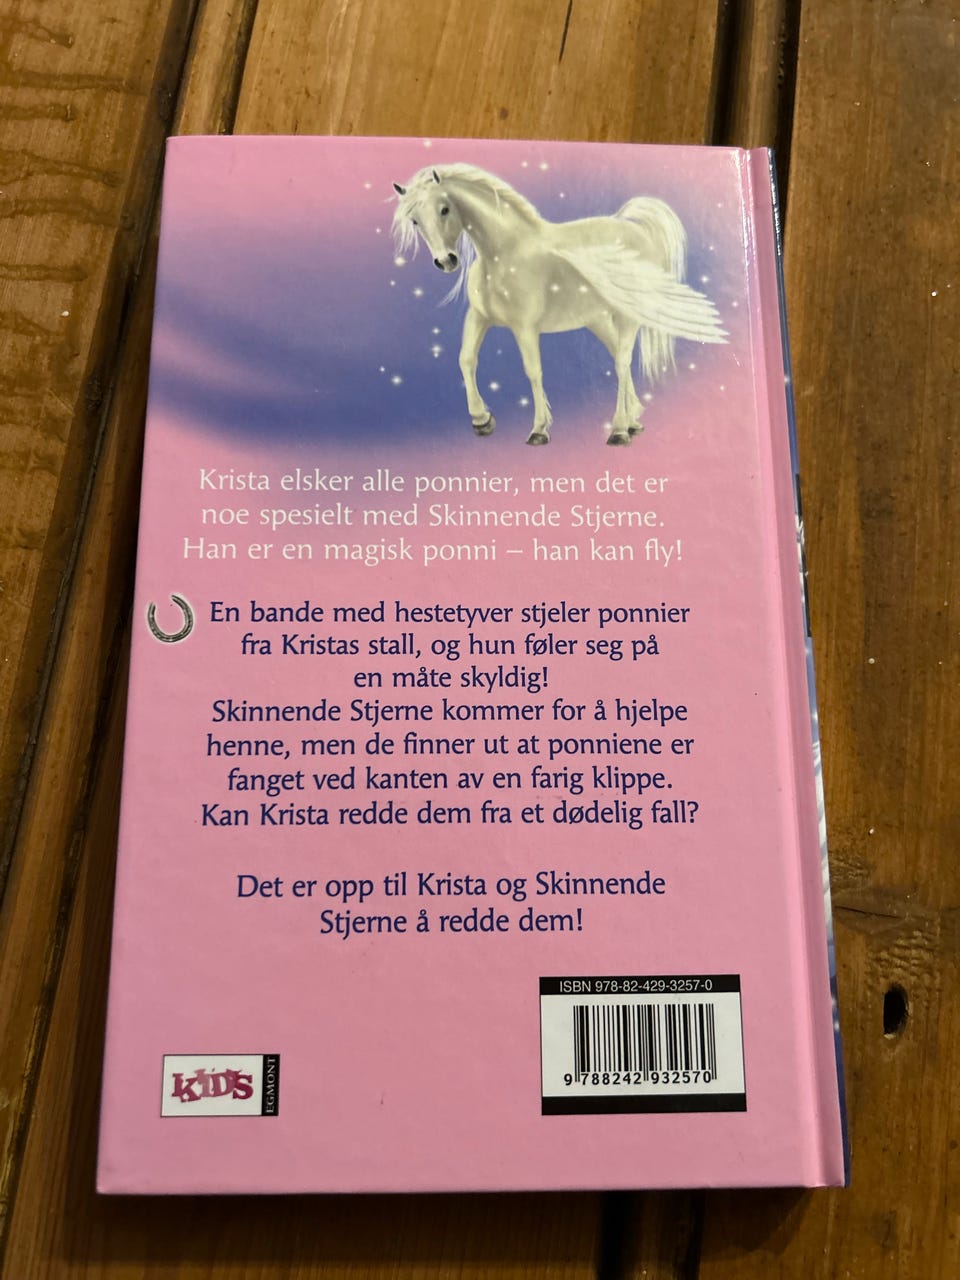 Krista elsker alle ponnier, men det er
noe spesielt med Skinnende Stjerne.
Han er en magisk ponni – han kan fly!
En bande med hestetyver stjeler ponnier
fra Kristas stall, og hun føler seg på
en måte skyldig!
Skinnende Stjerne kommer for å hjelpe
henne, men de finner ut at ponniene er
fanget ved kanten av en farig klippe.
Kan Krista redde dem fra et dødelig fall?
Det er opp til Krista og Skinnende
Stjerne å redde dem!
ISBN 978-82-429-3257-0
9 788242 932570
KIDS
EGMONT